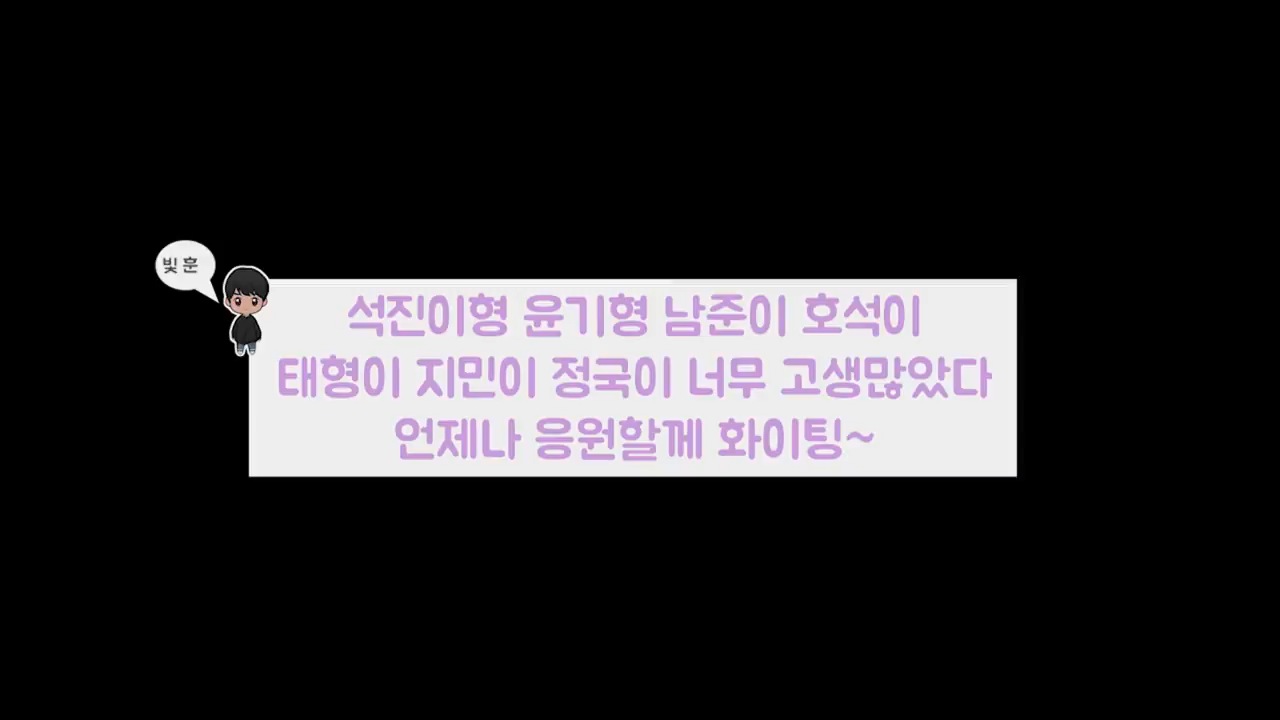 빛훈
석진이형 윤기형 남준이 호석이
태형이 지민이 정국이 너무 고생많았다
언제나 응원할께 화이팅~